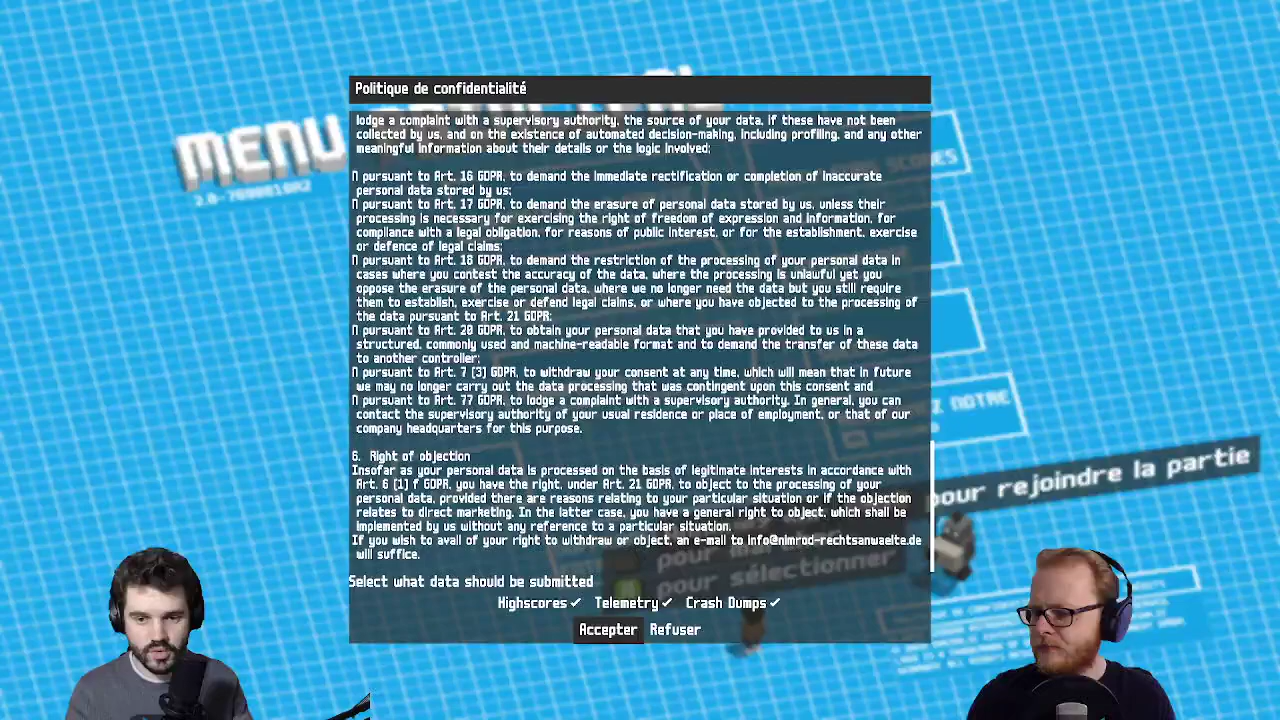 Politique de confidentialité
lodge a complaint with a supervisory authority, the source of your data, if these have not been
collected by us, and on the existence of automated decision-making, including profiling, and any other
meaningful information about their details or the logic involved;
pursuant to Art. 16 GDPR, to demand the immediate rectification or completion of inaccurate
personal data stored by us;
pursuant to Art. 17 GDPR, to demand the erasure of personal data stored by us, unless their
processing is necessary for exercising the right of freedom of expression and information, for
compliance with a legal obligation, for reasons of public interest, or for the establishment, exercise
or defence of legal claims;
pursuant to Art. 18 GDPR, to demand the restriction of the processing of your personal data in
cases where you contest the accuracy of the data, where the processing is unlawful yet you
oppose the erasure of the personal data, where we no longer need the data but you still require
them to establish, exercise or defend legal claims, or where you have objected to the processing of
the data pursuant to Art. 21 GDPR;
pursuant to Art. 20 GDPR, to obtain your personal data that you have provided to us in a
structured, commonly used and machine-readable format and to demand the transfer of these data
to another controller;
pursuant to Art. 7 (3) GDPR, to withdraw your consent at any time, which will mean that in future
we may no longer carry out the data processing that was contingent upon this consent and
pursuant to Art. 77 GDPR, to lodge a complaint with a supervisory authority. In general, you can
contact the supervisory authority of your usual residence or place of employment, or that of our
company headquarters for this purpose.
6. Right of objection
Insofar as your personal data is processed on the basis of legitimate interests in accordance with
Art. 6 (1) f GDPR, you have the right, under Art. 21 GDPR, to object to the processing of your
personal data, provided there are reasons relating to your particular situation or if the objection
relates to direct marketing. In the latter case, you have a general right to object, which shall be
implemented by us without any reference to a particular situation.
If you wish to avail of your right to withdraw or object, an e-mail to info@nimrod-rechtsanwaelte.de
will suffice.
Select what data should be submitted
Highscores ✓ Telemetry ✓ Crash Dumps ✓
Accepter Refuser
MENU
SCORES
NOTRE
pour rejoindre la partie
pour
pour sélectionner